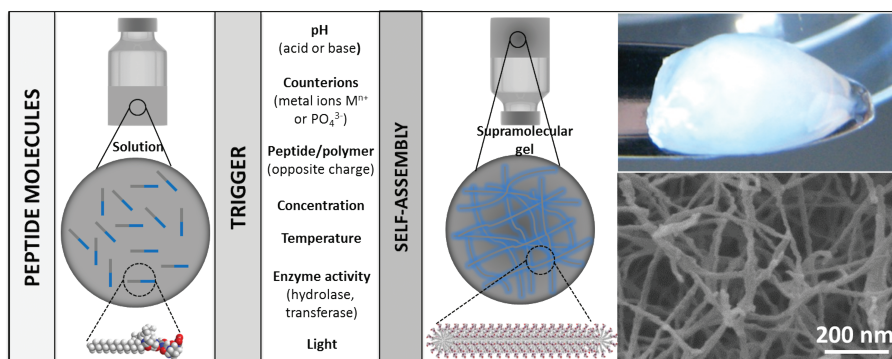 PEPTIDE MOLECULES
Solution
TRIGGER
pH
(acid or base)
Counterions
(metal ions Mⁿ⁺
or PO₄³⁻)
Peptide/polymer
(opposite charge)
Concentration
Temperature
Enzyme activity
(hydrolase,
transferase)
Light
SELF-ASSEMBLY
Supramolecular
gel
200 nm